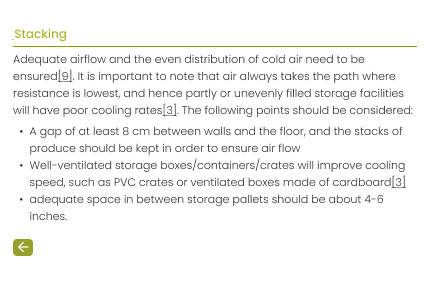 Stacking
Adequate airflow and the even distribution of cold air need to be
ensured[9]. It is important to note that air always takes the path where
resistance is lowest, and hence partly or unevenly filled storage facilities
will have poor cooling rates[3]. The following points should be considered:
• A gap of at least 8 cm between walls and the floor, and the stacks of
produce should be kept in order to ensure air flow
• Well-ventilated storage boxes/containers/crates will improve cooling
speed, such as PVC crates or ventilated boxes made of cardboard[3]
• adequate space in between storage pallets should be about 4-6
inches.